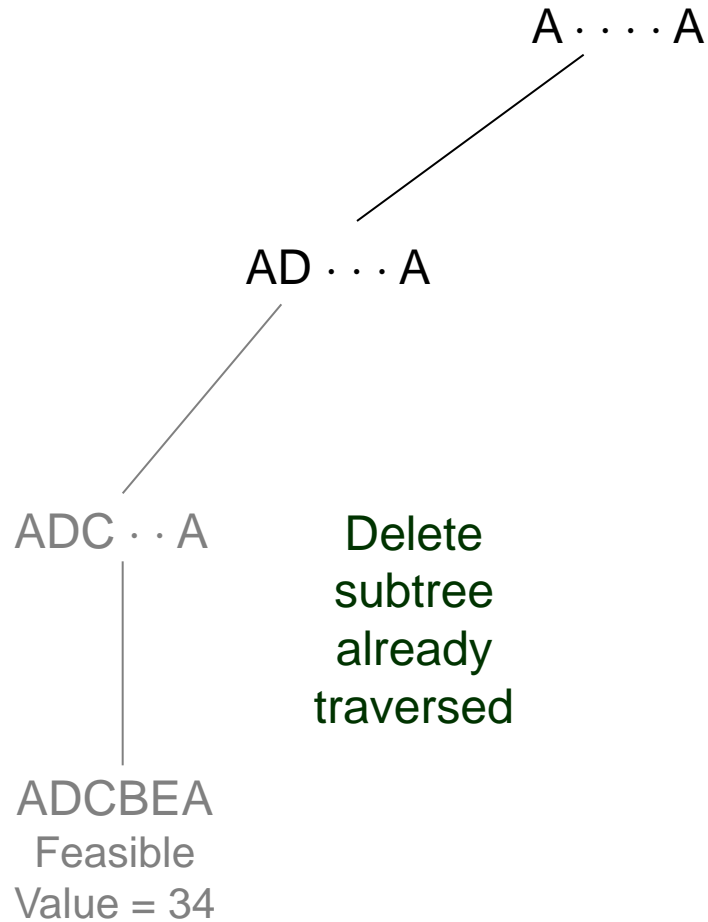 A · · · · A
AD · · · A
ADC · · A
Delete
subtree
already
traversed
ADCBEA
Feasible
Value = 34